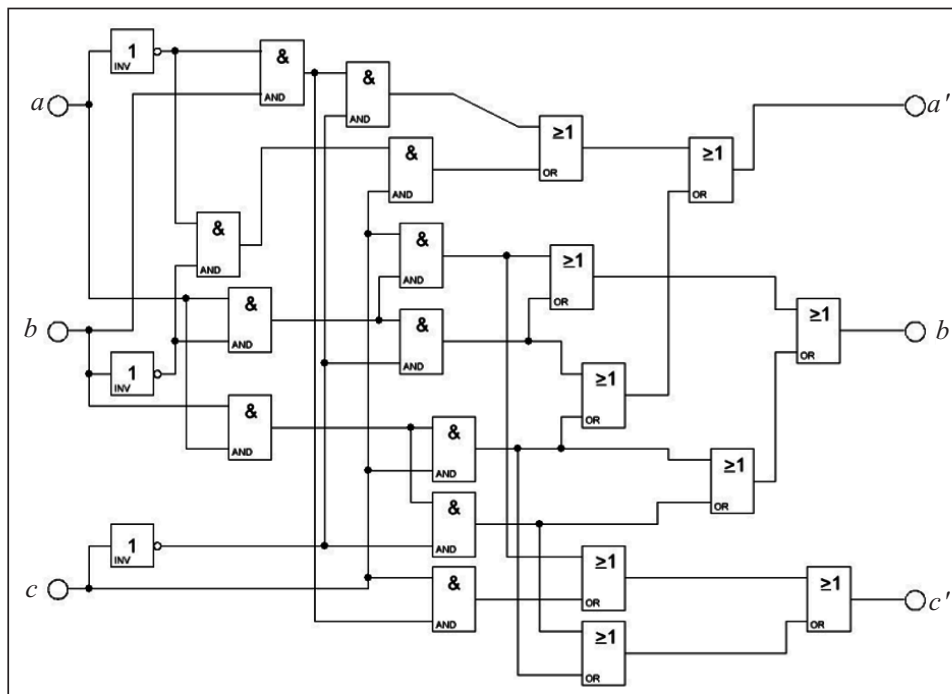 1
INV
&
AND
&
AND
a
≥1
OR
a'
≥1
OR
&
AND
&
AND
&
AND
≥1
OR
&
AND
&
AND
b
≥1
OR
b
1
INV
≥1
OR
&
AND
&
AND
≥1
OR
&
AND
1
INV
≥1
OR
&
AND
≥1
OR
c
c'
≥1
OR